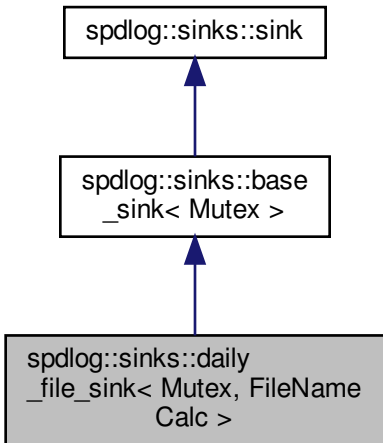 spdlog::sinks::sink
spdlog::sinks::base
_sink< Mutex >
spdlog::sinks::daily
_file_sink< Mutex, FileName
Calc >